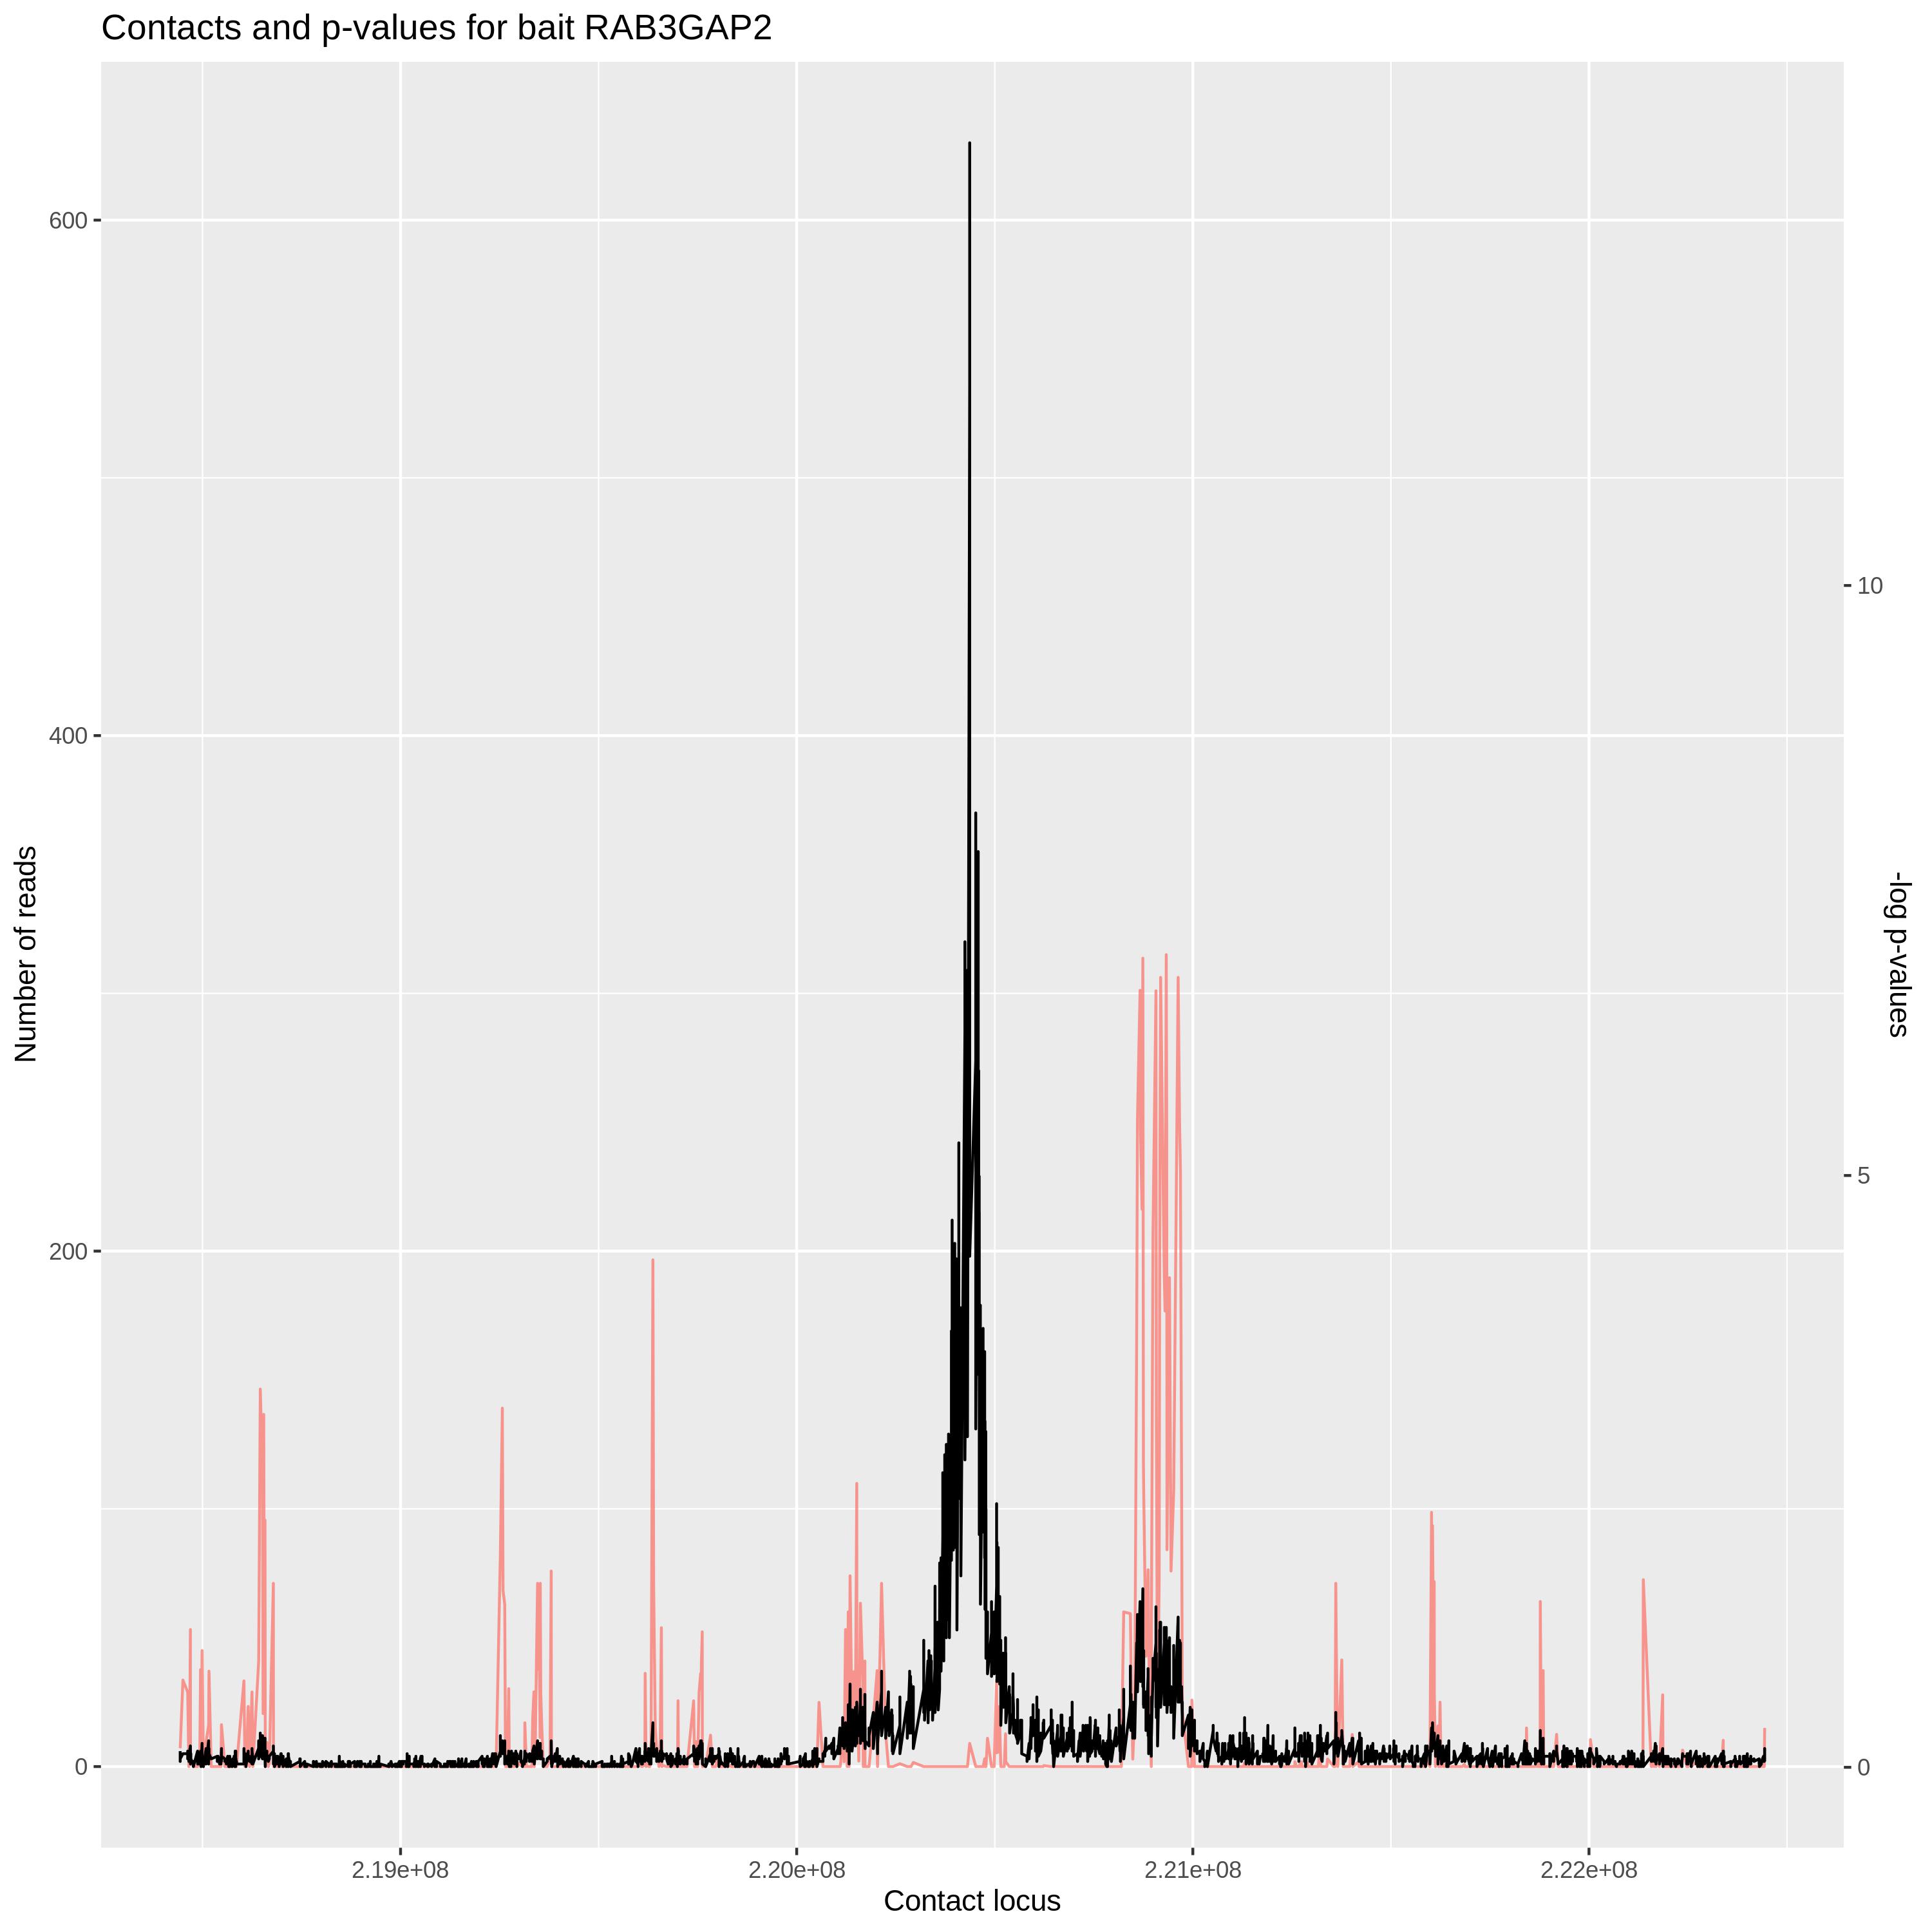 Contacts and p-values for bait RAB3GAP2
600
400
200
0
Number of reads
10
5
0
-log p-values
2.19e+08
2.20e+08
2.21e+08
2.22e+08
Contact locus